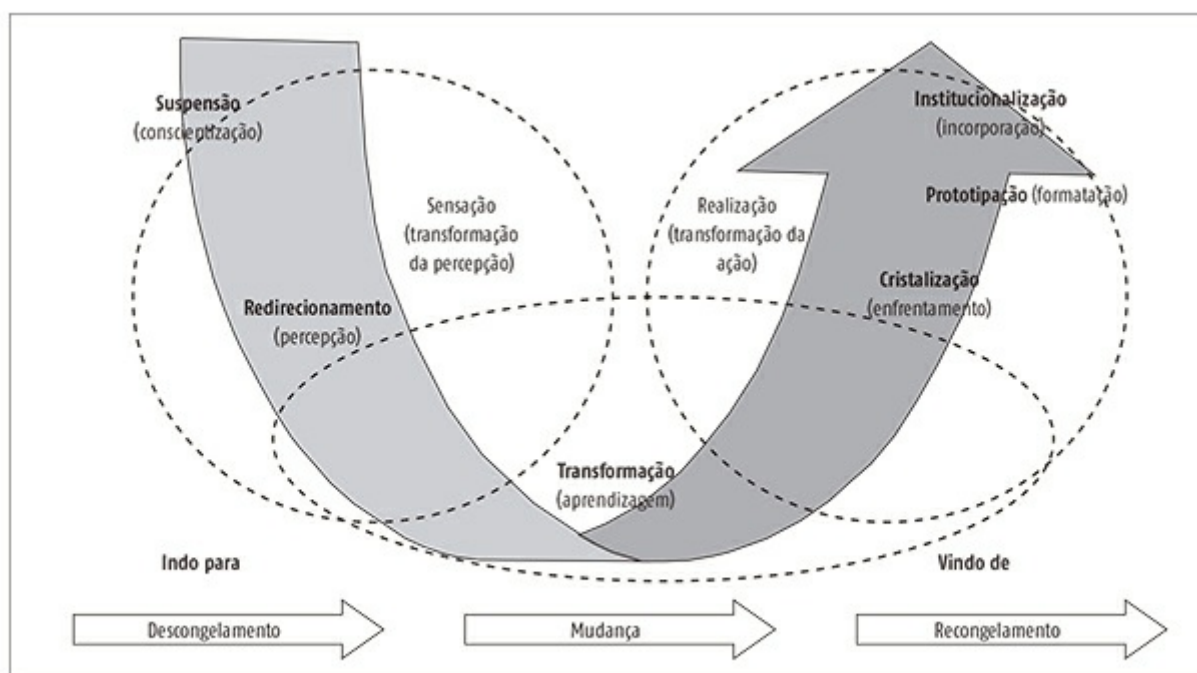 Suspensão
(conscientização)
Sensação
(transformação
da percepção)
Redirecionamento
(percepção)
Transformação
(aprendizagem)
Realização
(transformação da
ação)
Institucionalização
(incorporação)
Prototipação (formatação)
Cristalização
(enfrentamento)
Indo para
Vindo de
Descongelamento
Mudança
Recongelamento